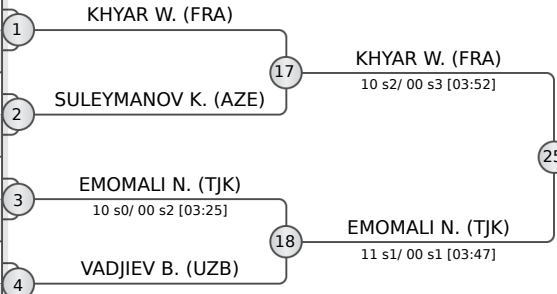 KHYAR W. (FRA)
1
17
KHYAR W. (FRA)
10 s2/ 00 s3 [03:52]
SULEYMANOV K. (AZE)
2
25
EMOMALI N. (TJK)
3
10 s0/ 00 s2 [03:25]
18
EMOMALI N. (TJK)
11 s1/ 00 s1 [03:47]
VADJIEV B. (UZB)
4